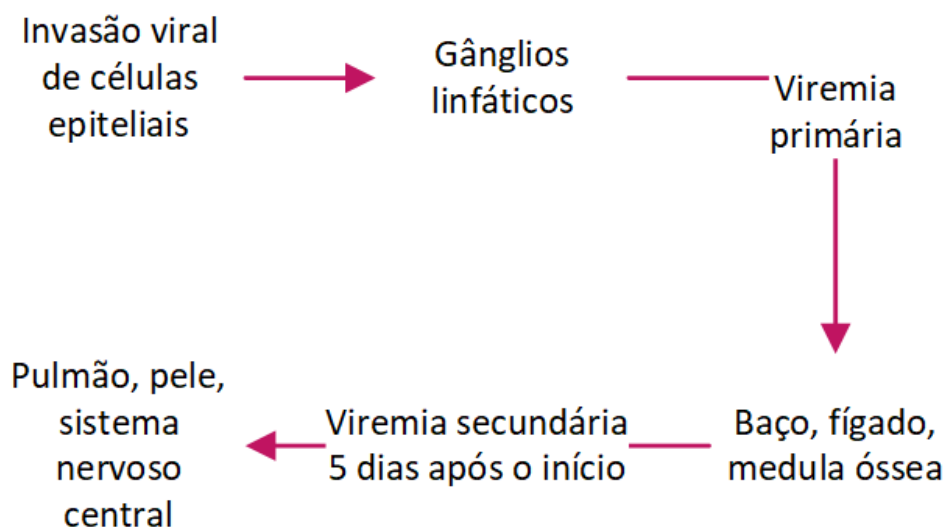 Invasão viral
de células
epiteliais
Gânglios
linfáticos
Viremia
primária
Baço, fígado,
medula óssea
Viremia secundária
5 dias após o início
Pulmão, pele,
sistema
nervoso
central